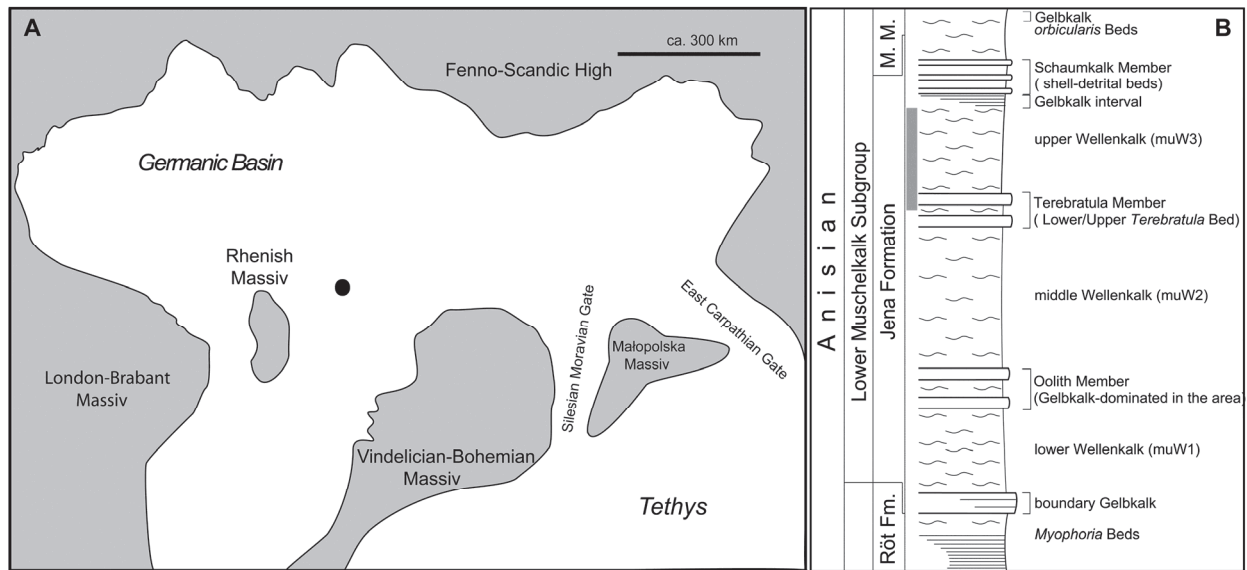 A
ca. 300 km
Fenno-Scandic High
Germanic Basin
Rhenish
Massiv
East Carpathian Gate
Silesian Moravian Gate
Małopolska
Massiv
London-Brabant
Massiv
Vindelician-Bohemian
Massiv
Tethys
B
Anisian
Lower Muschelkalk Subgroup
M. M.
Jena Formation
Röt Fm.
Gelbkalk
orbicularis Beds
Schaumkalk Member
( shell-detrital beds)
Gelbkalk interval
upper Wellenkalk (muW3)
Terebratula Member
( Lower/Upper Terebratula Bed)
middle Wellenkalk (muW2)
Oolith Member
(Gelbkalk-dominated in the area)
lower Wellenkalk (muW1)
boundary Gelbkalk
Myophoria Beds